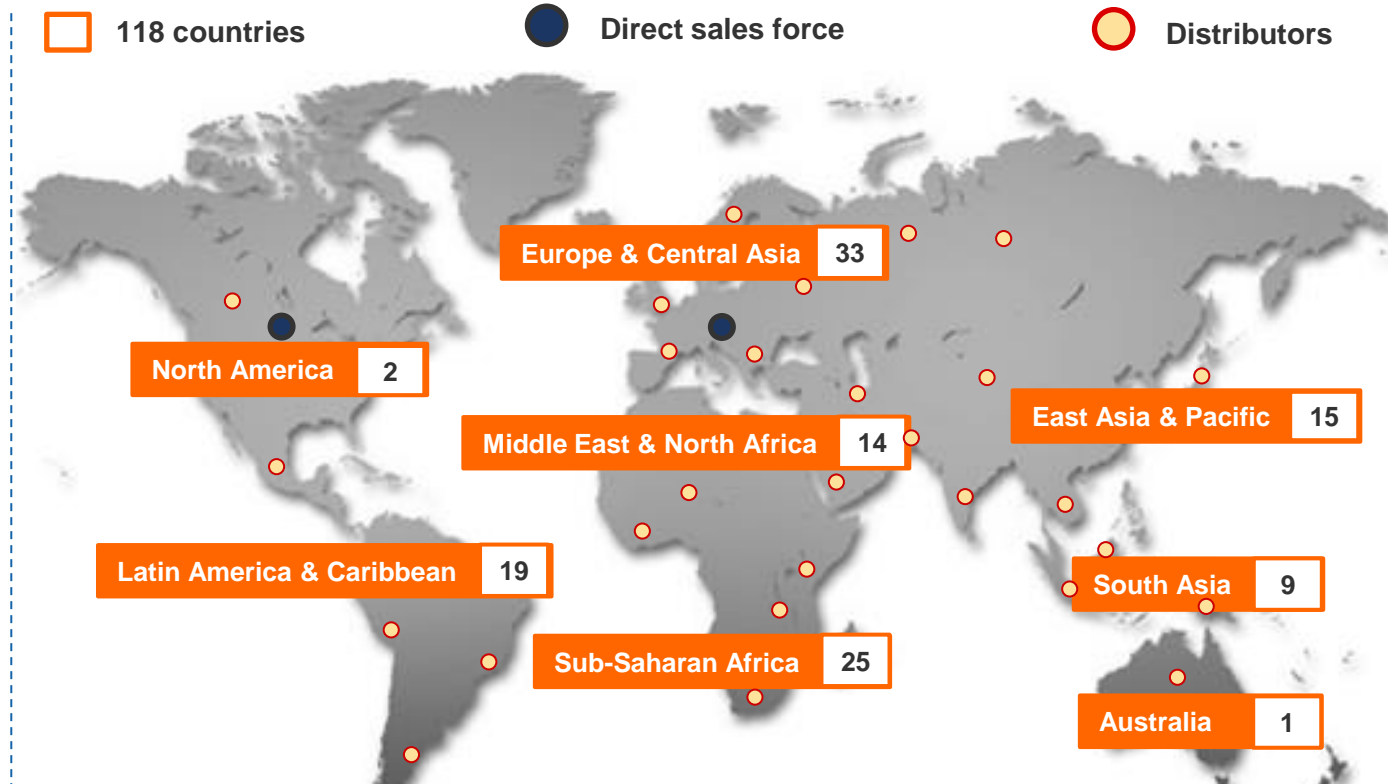 118 countries
Direct sales force
Distributors
Europe & Central Asia 33
North America 2
East Asia & Pacific 15
Middle East & North Africa 14
Latin America & Caribbean 19
South Asia 9
Sub-Saharan Africa 25
Australia 1